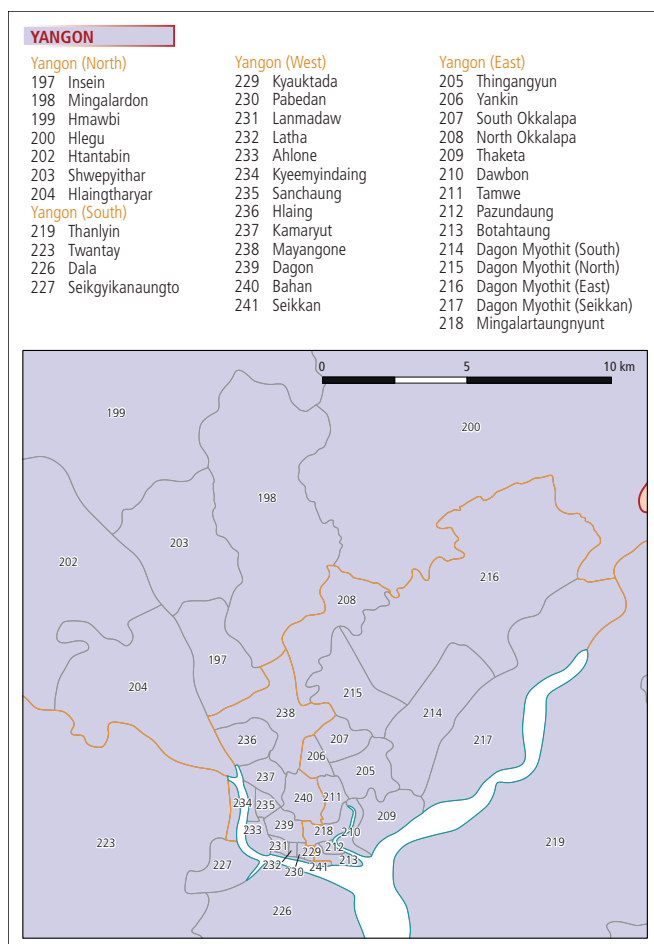 YANGON
Yangon (North)
197 Insein
198 Mingalardon
199 Hmawbi
200 Hlegu
202 Htantabin
203 Shwepyithar
204 Hlaingtharyar
Yangon (South)
219 Thanlyin
223 Twantay
226 Dala
227 Seikgyikanaungto
Yangon (West)
229 Kyauktada
230 Pabedan
231 Lanmadaw
232 Latha
233 Ahlone
234 Kyeemyindaing
235 Sanchaung
236 Hlaing
237 Kamaryut
238 Mayangone
239 Dagon
240 Bahan
241 Seikkan
Yangon (East)
205 Thingangyun
206 Yankin
207 South Okkalapa
208 North Okkalapa
209 Thaketa
210 Dawbon
211 Tamwe
212 Pazundaung
213 Botahtaung
214 Dagon Myothit (South)
215 Dagon Myothit (North)
216 Dagon Myothit (East)
217 Dagon Myothit (Seikkan)
218 Mingalartaungnyunt
0 5 10 km
199
200
198
203
202
216
208
197
204
215
238
214
236
207
217
206
205
237
240
211
234
235
209
233
239
218
210
223
231
229
212
219
227
232
230
241
213
226